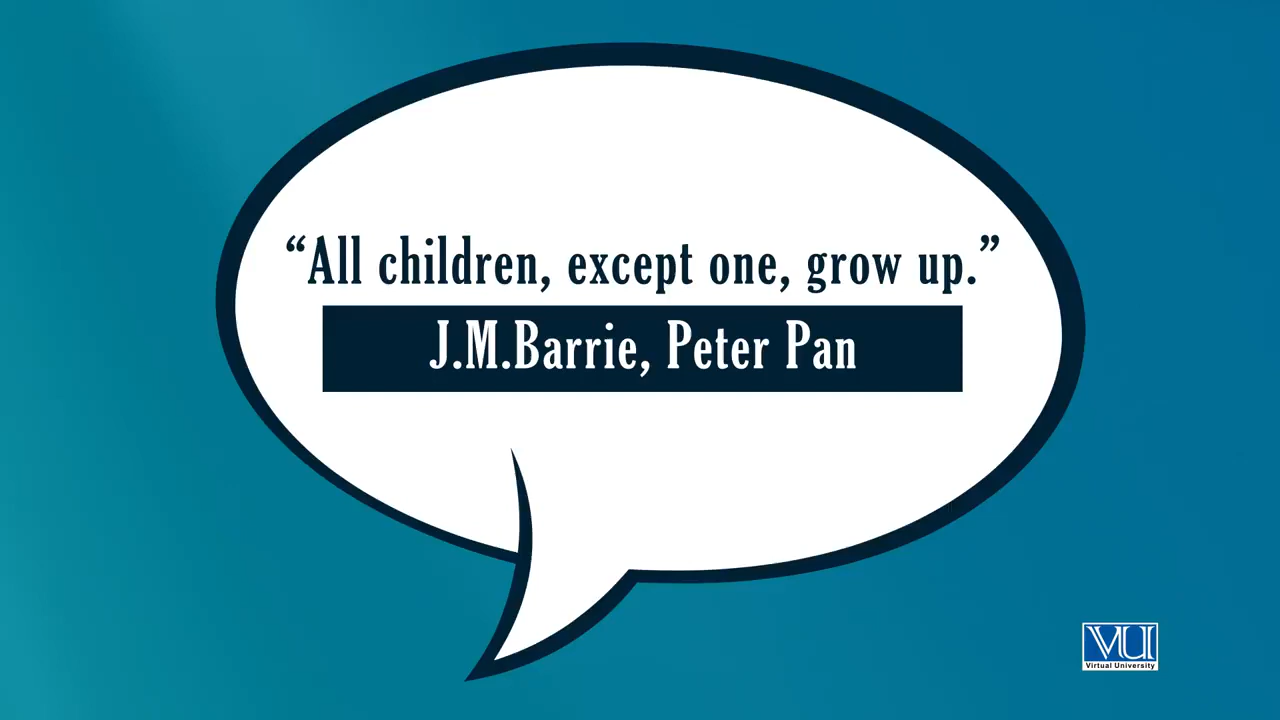 “All children, except one, grow up.”
J.M.Barrie, Peter Pan
VU
Virtual University